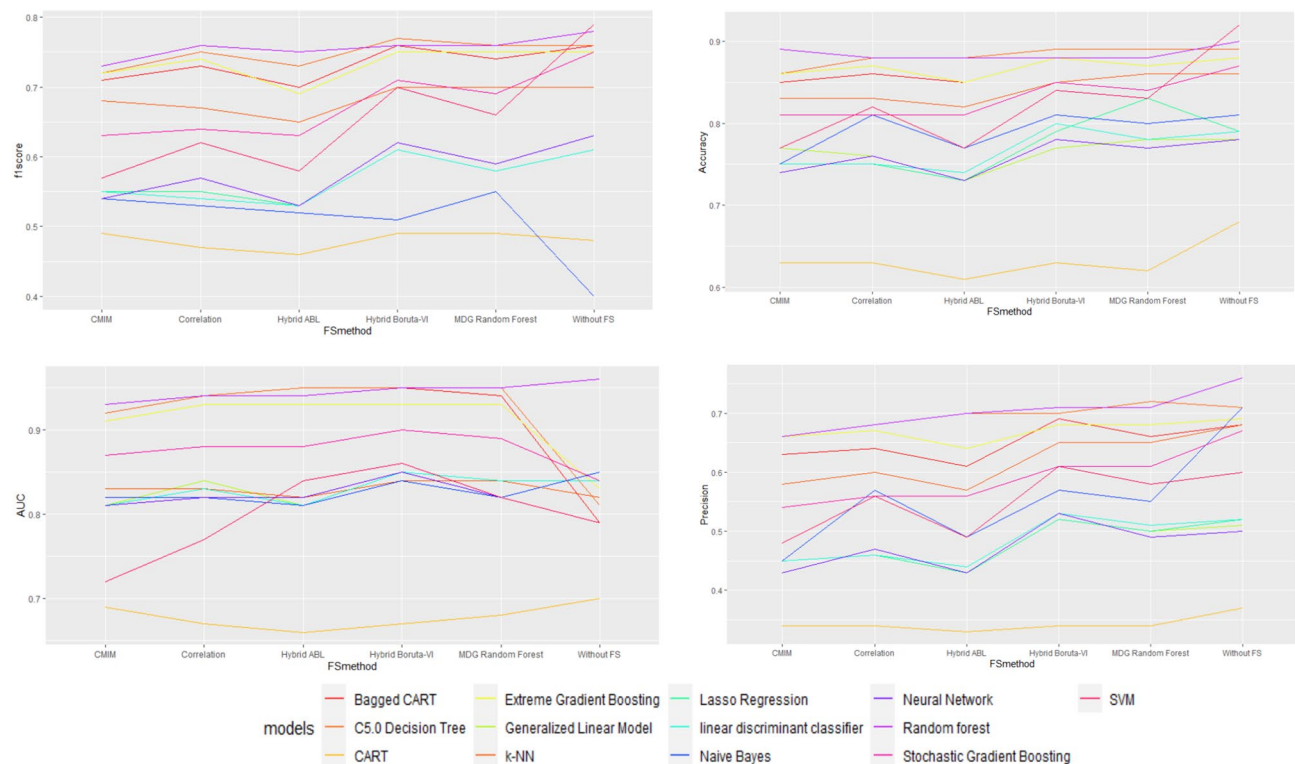 0.8
0.7
0.6
0.5
0.4
f1score
CMIM Correlation Hybrid ABL Hybrid Boruta-VI MDG Random Forest Without FS
FSmethod
0.9
0.8
0.7
0.6
Accuracy
CMIM Correlation Hybrid ABL Hybrid Boruta-VI MDG Random Forest Without FS
FSmethod
0.9
0.8
0.7
AUC
CMIM Correlation Hybrid ABL Hybrid Boruta-VI MDG Random Forest Without FS
FSmethod
0.7
0.6
0.5
0.4
Precision
CMIM Correlation Hybrid ABL Hybrid Boruta-VI MDG Random Forest Without FS
FSmethod
models
Bagged CART Extreme Gradient Boosting Lasso Regression Neural Network SVM
C5.0 Decision Tree Generalized Linear Model linear discriminant classifier Random forest
CART k-NN Naive Bayes Stochastic Gradient Boosting